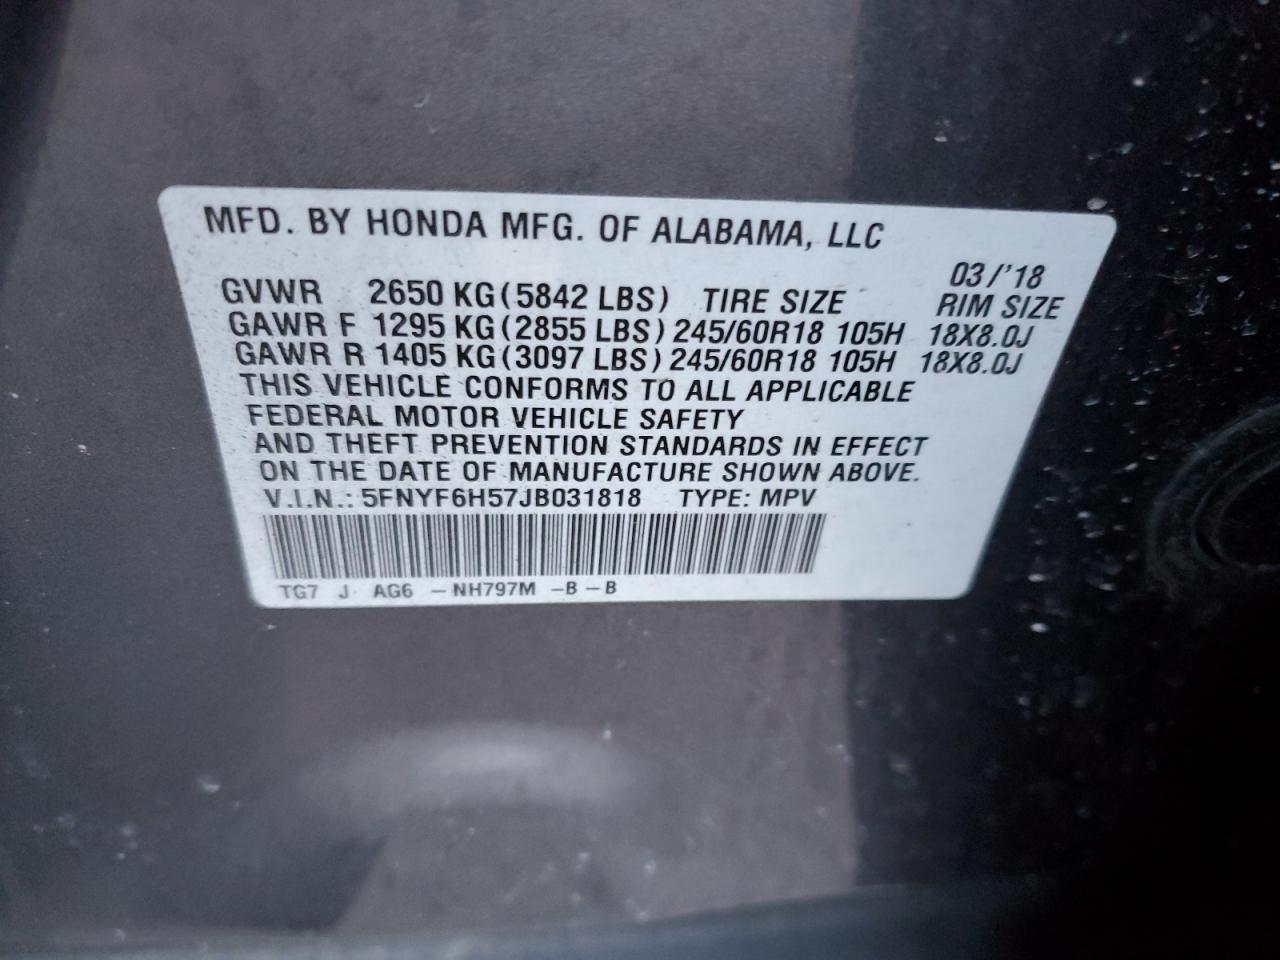 MFD. BY HONDA MFG. OF ALABAMA, LLC
03/'18
GVWR 2650 KG (5842 LBS) TIRE SIZE RIM SIZE
GAWR F 1295 KG (2855 LBS) 245/60R18 105H 18X8.0J
GAWR R 1405 KG (3097 LBS) 245/60R18 105H 18X8.0J
THIS VEHICLE CONFORMS TO ALL APPLICABLE
FEDERAL MOTOR VEHICLE SAFETY
AND THEFT PREVENTION STANDARDS IN EFFECT
ON THE DATE OF MANUFACTURE SHOWN ABOVE.
V.I.N.: 5FNYF6H57JB031818 TYPE: MPV
TG7 J AG6 – NH797M –B – B